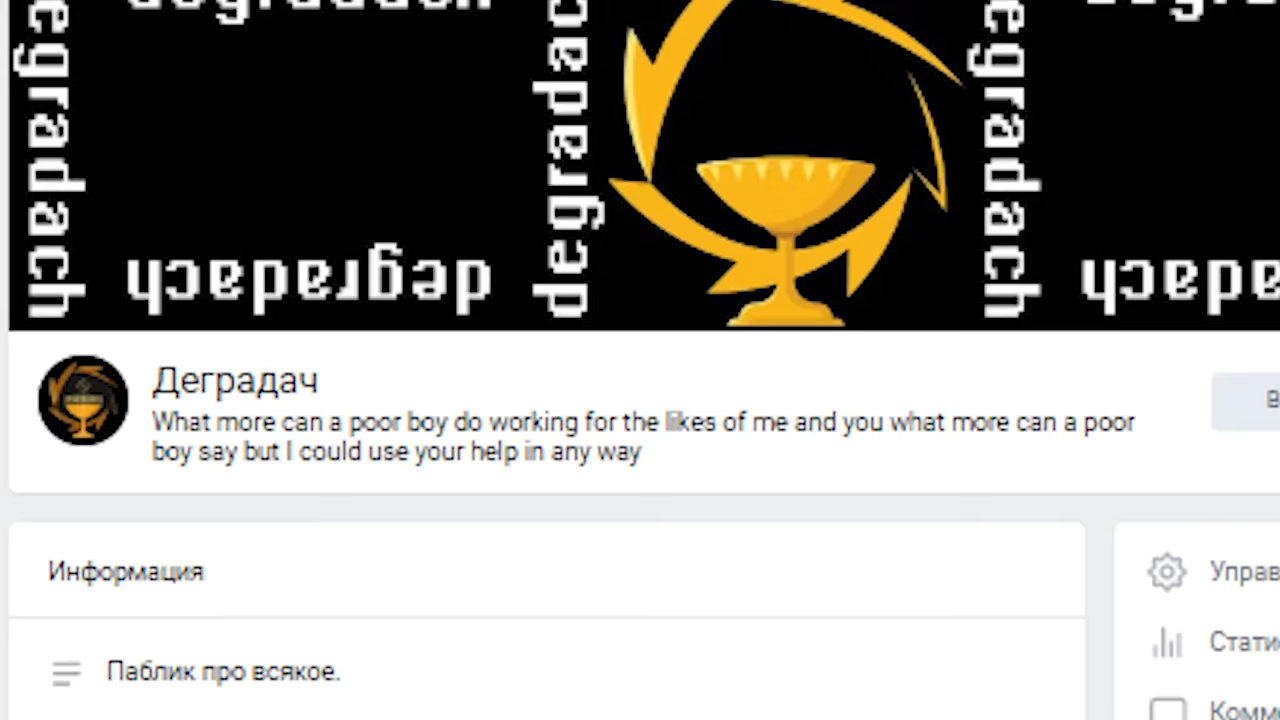 degradach
degradach
degradach
degradach
degradach
Деградач
What more can a poor boy do working for the likes of me and you what more can a poor
boy say but I could use your help in any way
Информация
Паблик про всякое.